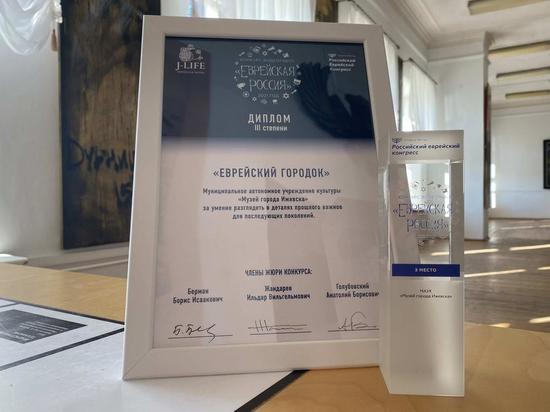 J-LIFE
«ЕВРЕЙСКАЯ
РОССИЯ»
Российский
Еврейский
Конгресс
ДИПЛОМ
III степени
«ЕВРЕЙСКИЙ ГОРОДОК»
Муниципальное автономное учреждение культуры
«Музей города Ижевска»
за умение разглядеть в деталях прошлого важное
для последующих поколений.
ЧЛЕНЫ ЖЮРИ КОНКУРСА:
Берман
Борис Исаакович
Жандарев
Ильдар Вильгельмович
Голубовский
Анатолий Борисович
Российский еврейский
конгресс
«ЕВРЕЙСКАЯ
РОССИЯ»
3 МЕСТО
МАУК
«Музей города Ижевска»